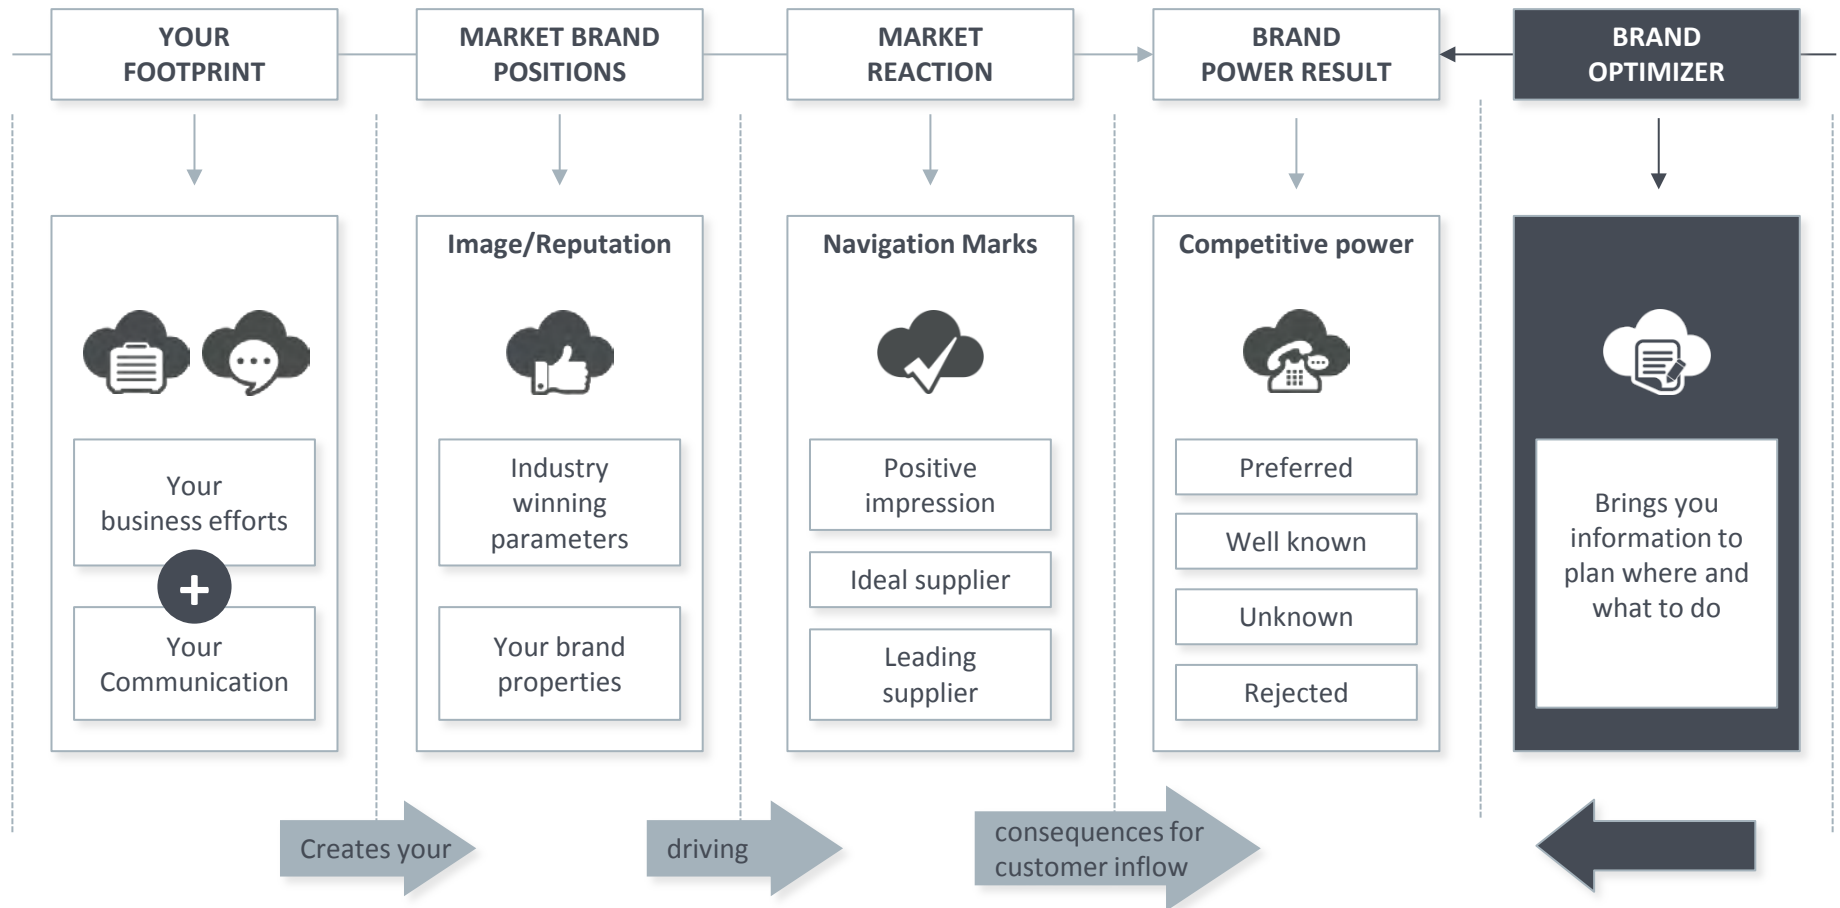 YOUR
FOOTPRINT
MARKET BRAND
POSITIONS
MARKET
REACTION
BRAND
POWER RESULT
BRAND
OPTIMIZER
Your
business efforts
+
Your
Communication
Image/Reputation
Industry
winning
parameters
Your brand
properties
Navigation Marks
Positive
impression
Ideal supplier
Leading
supplier
Competitive power
Preferred
Well known
Unknown
Rejected
Brings you
information to
plan where and
what to do
Creates your
driving
consequences for
customer inflow